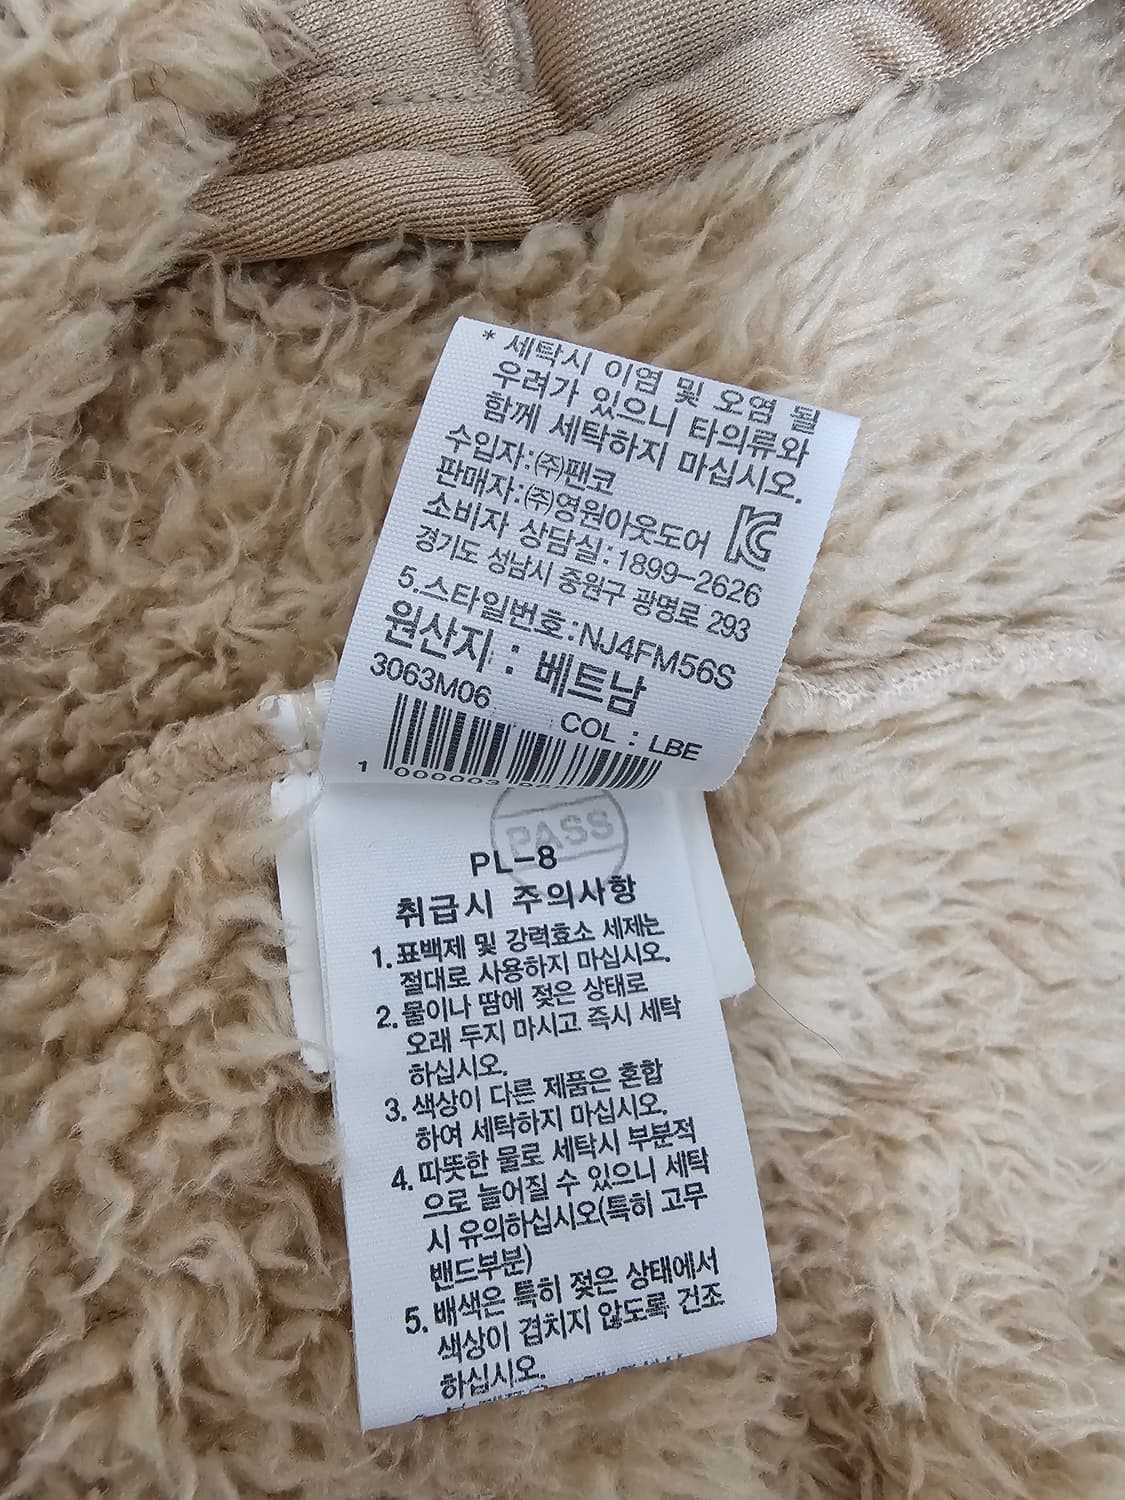 * 세탁시 이염 및 오염 될
우려가 있으니 타의류와
함께 세탁하지 마십시오.
수입자:㈜팬코
판매자:㈜영원아웃도어
소비자 상담실:1899-2626
경기도 성남시 중원구 광명로 293
5.스타일번호:NJ4FM56S
원산지 : 베트남
3063M06
COL : LBE
1 000003
PASS
PL-8
취급시 주의사항
1.표백제 및 강력효소 세제는
절대로 사용하지 마십시오.
2.물이나 땀에 젖은 상태로
오래 두지 마시고 즉시 세탁
하십시오.
3.색상이 다른 제품은 혼합
하여 세탁하지 마십시오.
4.따뜻한 물로 세탁시 부분적
으로 늘어질 수 있으니 세탁
시 유의하십시오(특히 고무
밴드부분)
5.배색은 특히 젖은 상태에서
색상이 겹치지 않도록 건조
하십시오.